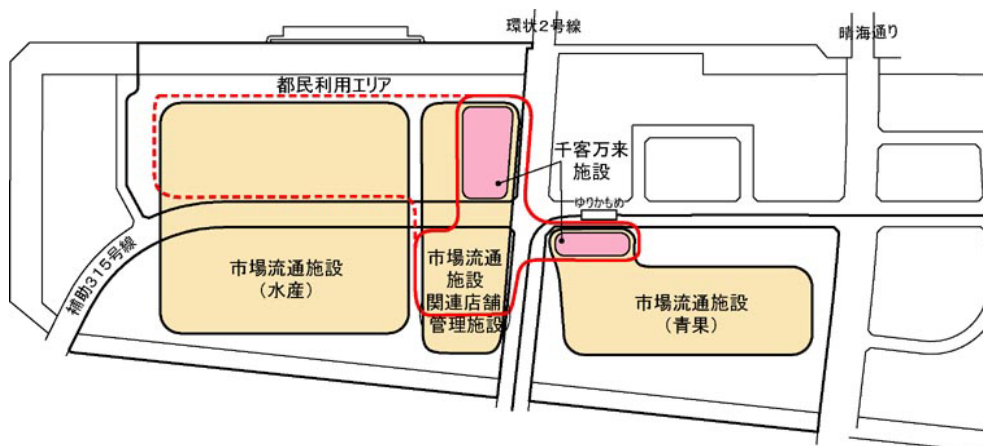 環状2号線
晴海通り
都民利用エリア
千客万来
施設
ゆりかもめ
補助315号線
市場流通施設
(水産)
市場流通
施設
関連店舗
管理施設
市場流通施設
(青果)